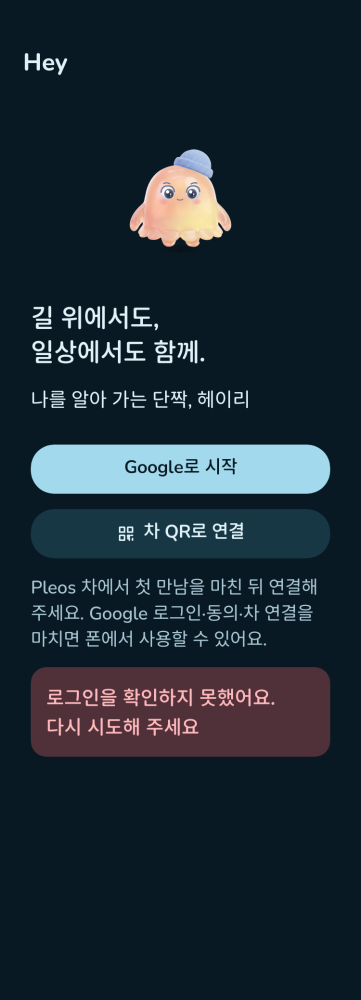 Hey
길 위에서도,
일상에서도 함께.
나를 알아 가는 단짝, 헤이리
Google로 시작
차 QR로 연결
Pleos 차에서 첫 만남을 마친 뒤 연결해
주세요. Google 로그인·동의·차 연결을
마치면 폰에서 사용할 수 있어요.
로그인을 확인하지 못했어요.
다시 시도해 주세요